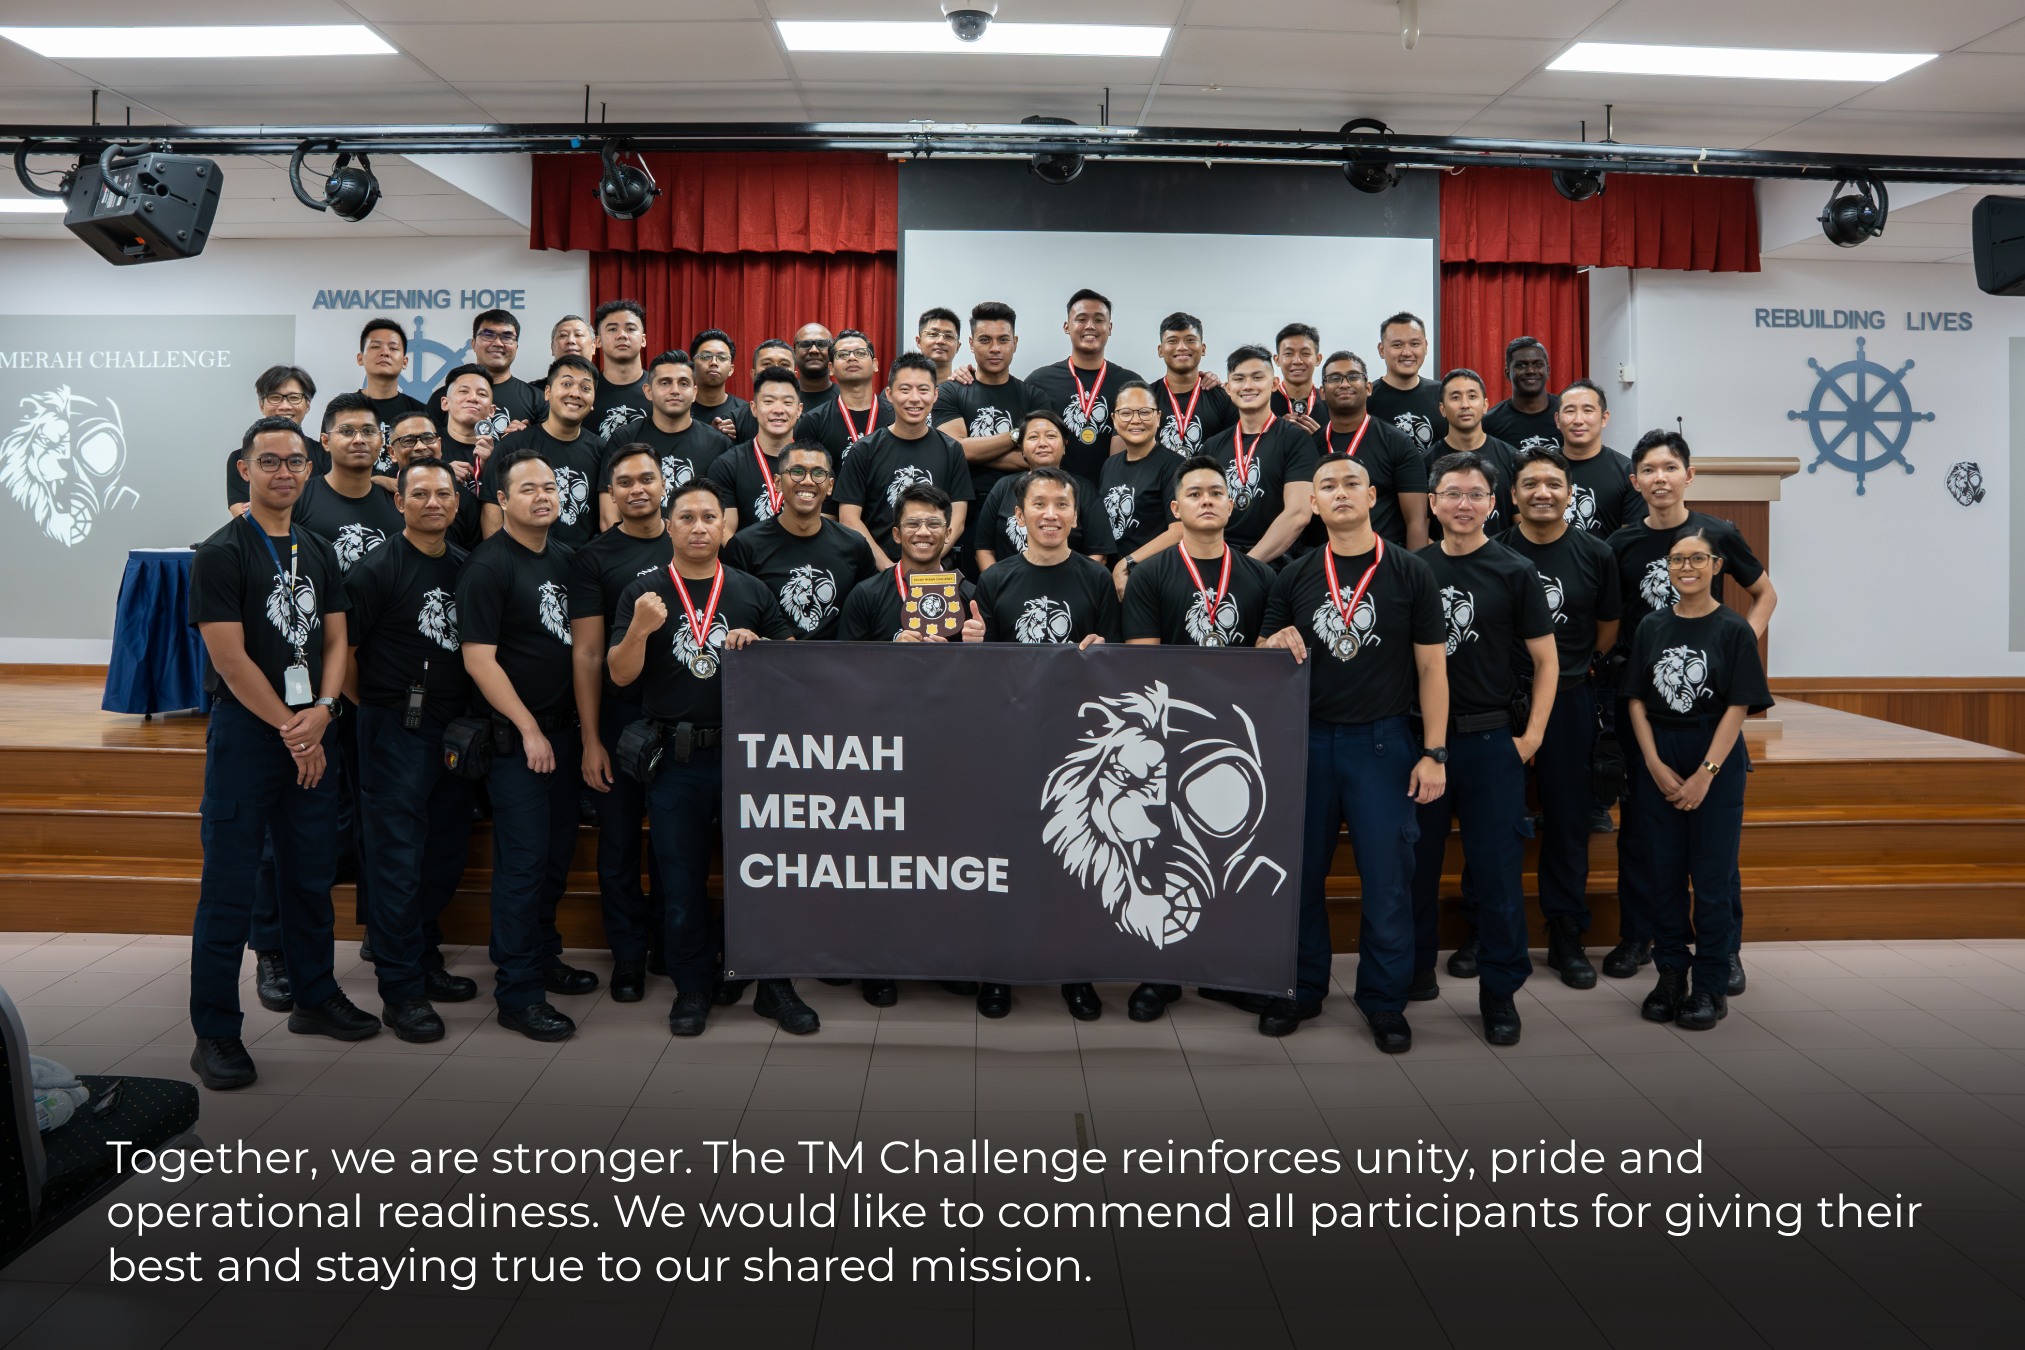 AWAKENING HOPE
REBUILDING LIVES
MERAH CHALLENGE
TANAH
MERAH
CHALLENGE
Together, we are stronger. The TM Challenge reinforces unity, pride and
operational readiness. We would like to commend all participants for giving their
best and staying true to our shared mission.